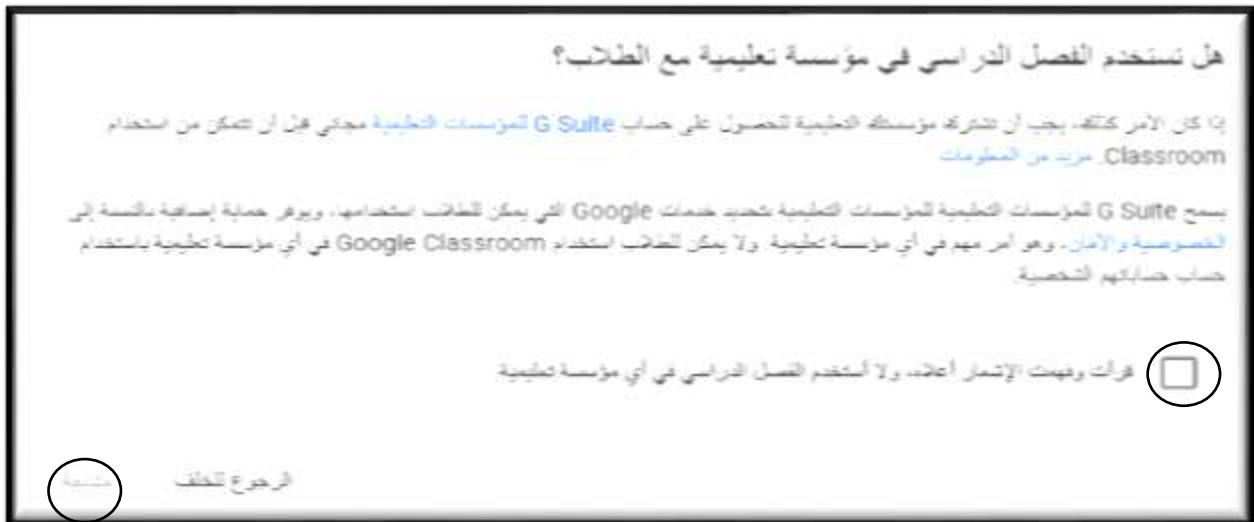 هل تستخدم الفصل الدراسي في مؤسسة تعليمية مع الطلاب؟
إذا كان الأمر كذلك، يجب أن تشترك مؤسستك التعليمية للحصول على حساب G Suite للمؤسسات التعليمية مجاني قبل أن تتمكن من استخدام
Classroom. مزيد من المعلومات
يسمح G Suite للمؤسسات التعليمية للمؤسسات التعليمية بتحديد خدمات Google التي يمكن للطلاب استخدامها، ويوفر حماية إضافية بالنسبة إلى
الخصوصية والأمان، وهو أمر مهم في أي مؤسسة تعليمية. ولا يمكن للطلاب استخدام Google Classroom في أي مؤسسة تعليمية باستخدام
حساب حساباتهم الشخصية.
قرأت وفهمت الإشعار أعلاه، ولا أستخدم الفصل الدراسي في أي مؤسسة تعليمية
الرجوع للخلف متابعة